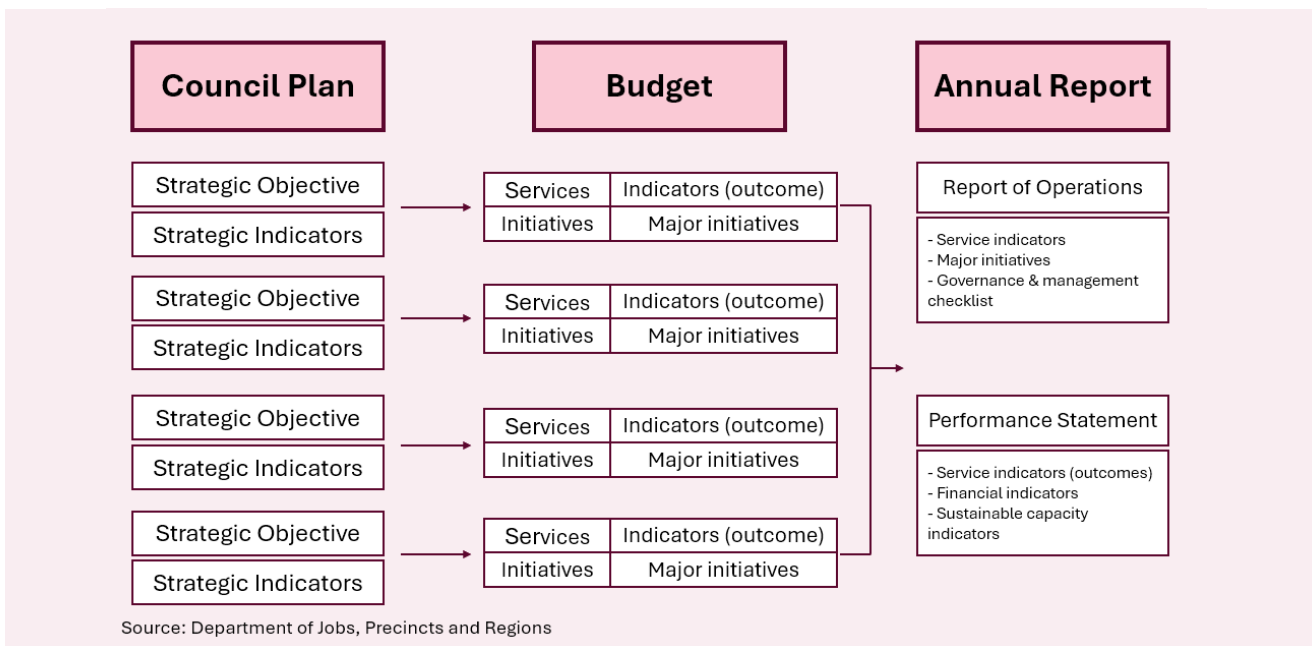 Council Plan
Budget
Annual Report
Strategic Objective
Strategic Indicators
Services
Indicators (outcome)
Initiatives
Major initiatives
Strategic Objective
Strategic Indicators
Services
Indicators (outcome)
Initiatives
Major initiatives
Strategic Objective
Strategic Indicators
Services
Indicators (outcome)
Initiatives
Major initiatives
Strategic Objective
Strategic Indicators
Services
Indicators (outcome)
Initiatives
Major initiatives
Report of Operations
- Service indicators
- Major initiatives
- Governance & management
checklist
Performance Statement
- Service indicators (outcomes)
- Financial indicators
- Sustainable capacity
indicators
Source: Department of Jobs, Precincts and Regions